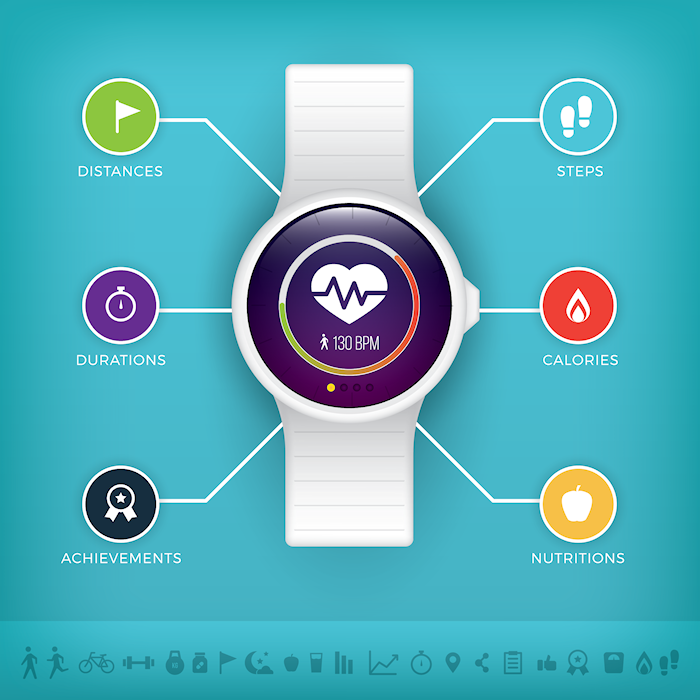 DISTANCES
STEPS
130 BPM
DURATIONS
CALORIES
ACHIEVEMENTS
NUTRITIONS